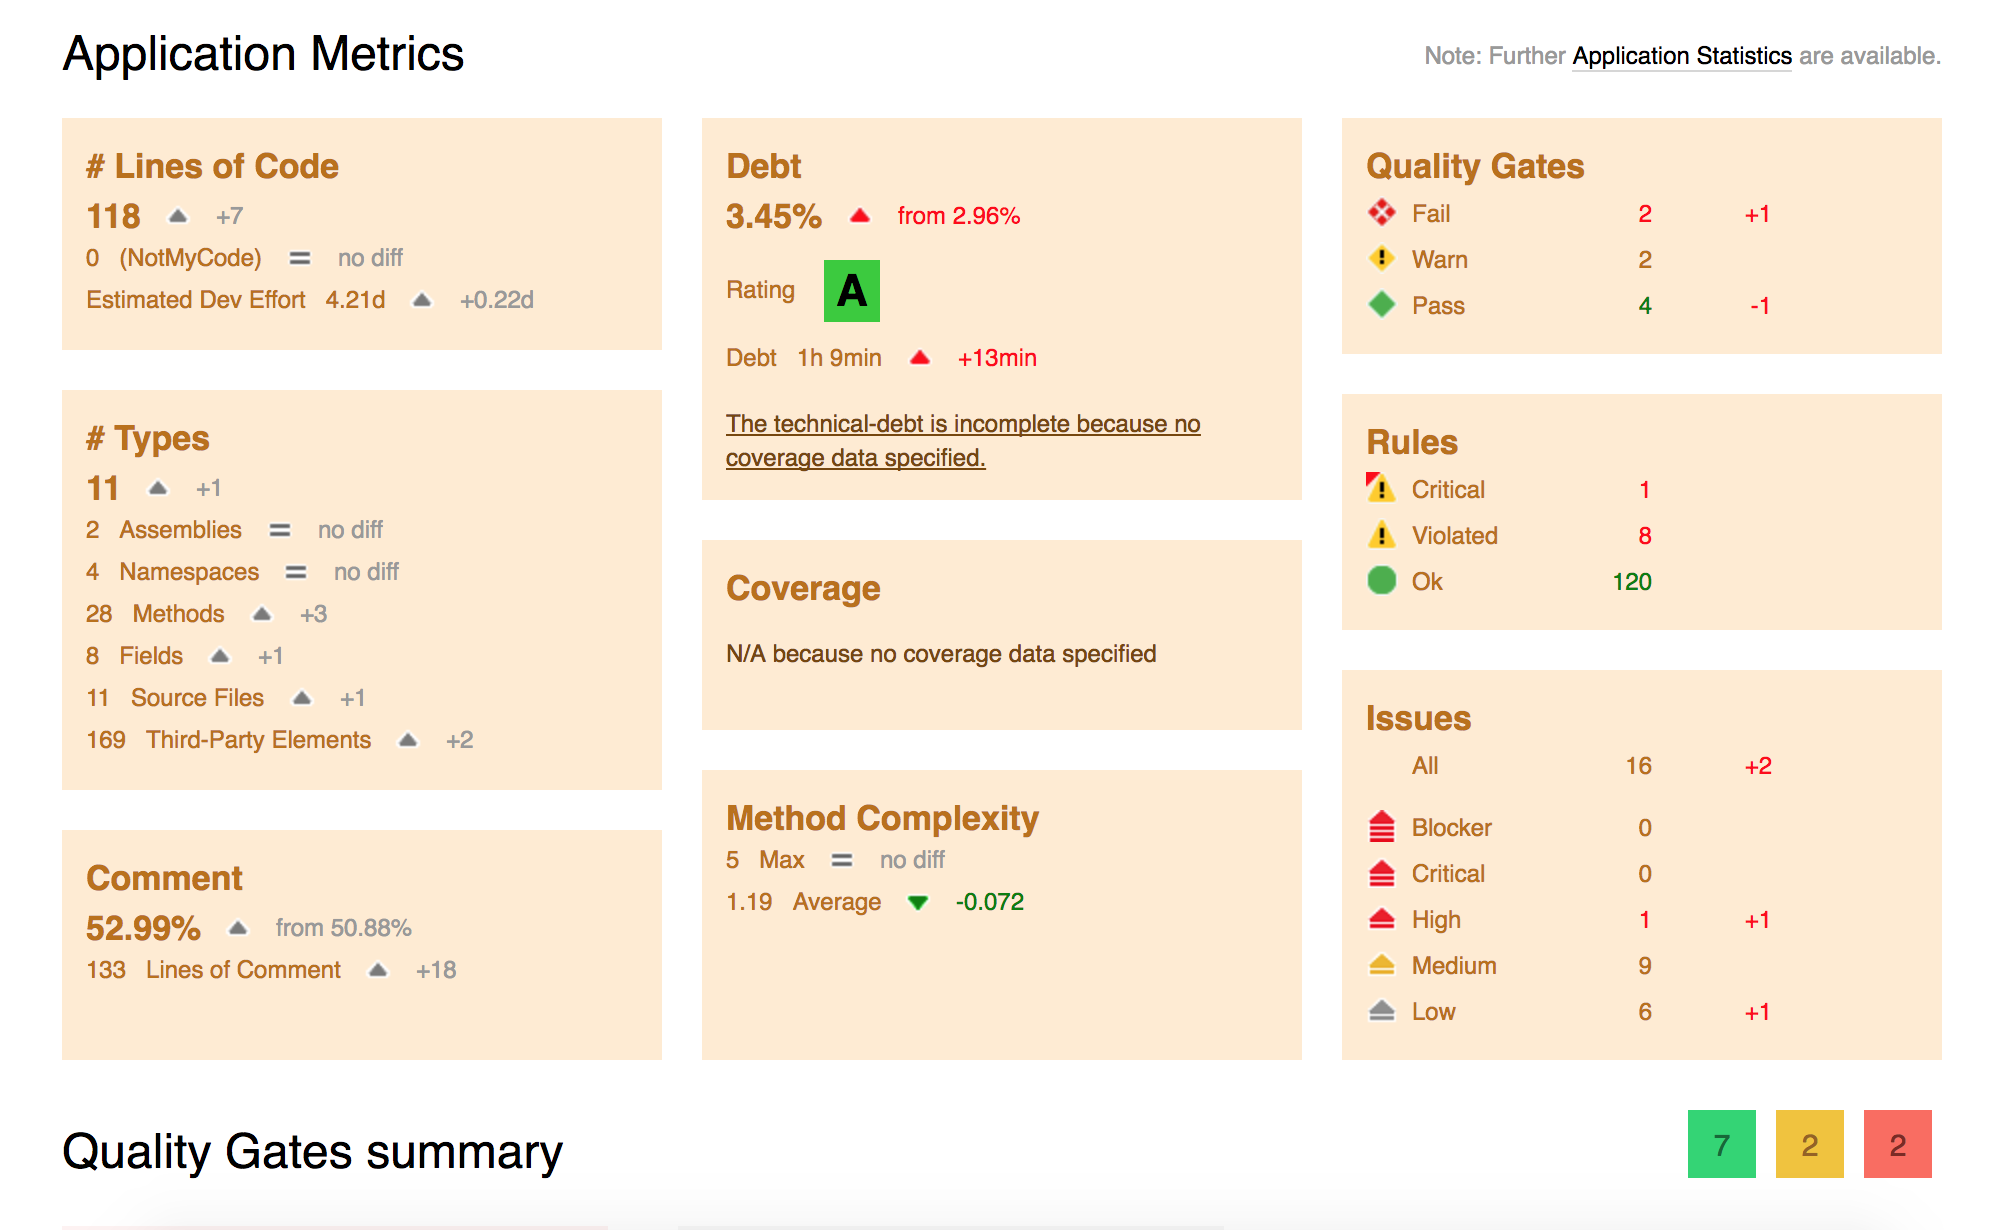 Application Metrics
Note: Further Application Statistics are available.
# Lines of Code
118 +7
0 (NotMyCode) no diff
Estimated Dev Effort 4.21d +0.22d
# Types
11 +1
2 Assemblies no diff
4 Namespaces no diff
28 Methods +3
8 Fields +1
11 Source Files +1
169 Third-Party Elements +2
Comment
52.99% from 50.88%
133 Lines of Comment +18
Debt
3.45% from 2.96%
Rating A
Debt 1h 9min +13min
The technical-debt is incomplete because no
coverage data specified.
Coverage
N/A because no coverage data specified
Method Complexity
5 Max no diff
1.19 Average -0.072
Quality Gates
Fail 2 +1
Warn 2
Pass 4 -1
Rules
Critical 1
Violated 8
Ok 120
Issues
All 16 +2
Blocker 0
Critical 0
High 1 +1
Medium 9
Low 6 +1
Quality Gates summary
7 2 2